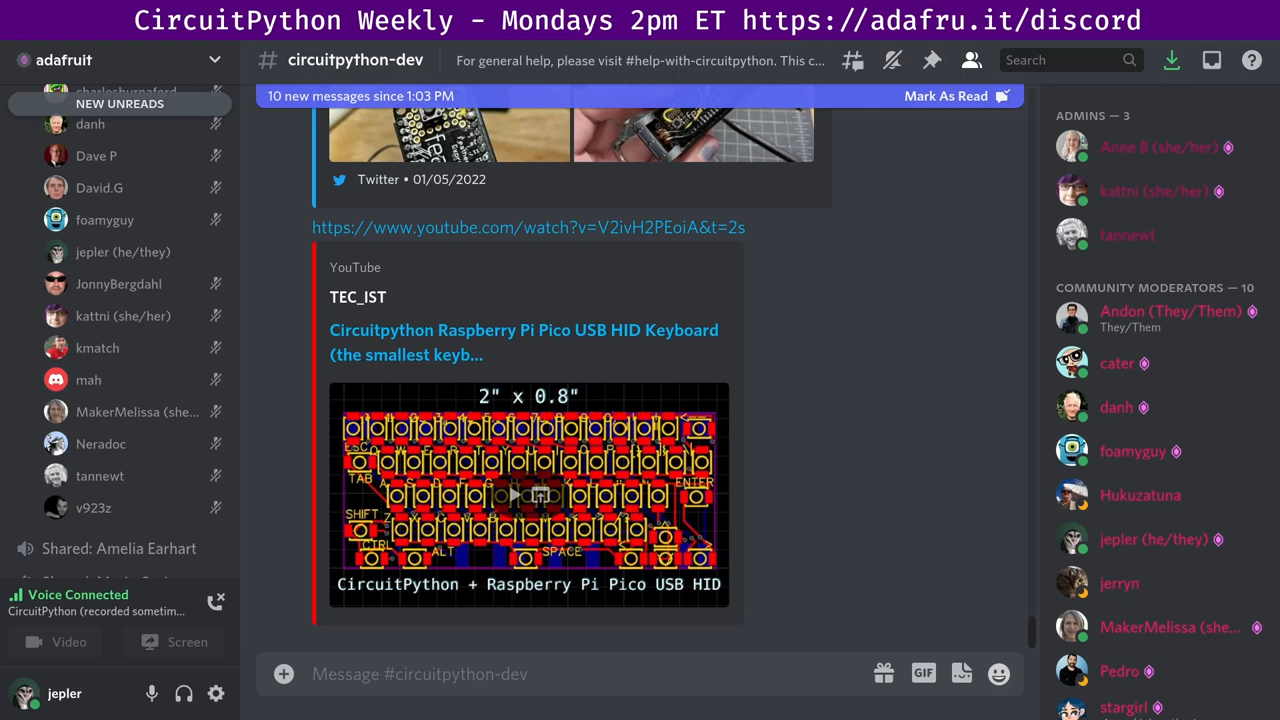 CircuitPython Weekly - Mondays 2pm ET https://adafru.it/discord
adafruit
charlesburnaford
NEW UNREADS
danh
Dave P
David.G
foamyguy
jepler (he/they)
JonnyBergdahl
kattni (she/her)
kmatch
mah
MakerMelissa (she...
Neradoc
tannewt
v923z
Shared: Amelia Earhart
Voice Connected
CircuitPython (recorded sometim...
Video
Screen
jepler
circuitpython-dev
For general help, please visit #help-with-circuitpython. This c...
Search
10 new messages since 1:03 PM
Mark As Read
Twitter • 01/05/2022
https://www.youtube.com/watch?v=V2ivH2PEoiA&t=2s
YouTube
TEC_IST
Circuitpython Raspberry Pi Pico USB HID Keyboard
(the smallest keyb...
2" x 0.8"
ESC
TAB
ENTER
SHIFT
CTRL
ALT
SPACE
CircuitPython + Raspberry Pi Pico USB HID
Message #circuitpython-dev
GIF
ADMINS — 3
Anne B (she/her)
kattni (she/her)
tannewt
COMMUNITY MODERATORS — 10
Andon (They/Them)
They/Them
cater
danh
foamyguy
Hukuzatuna
jepler (he/they)
jerryn
MakerMelissa (she...
Pedro
stargirl